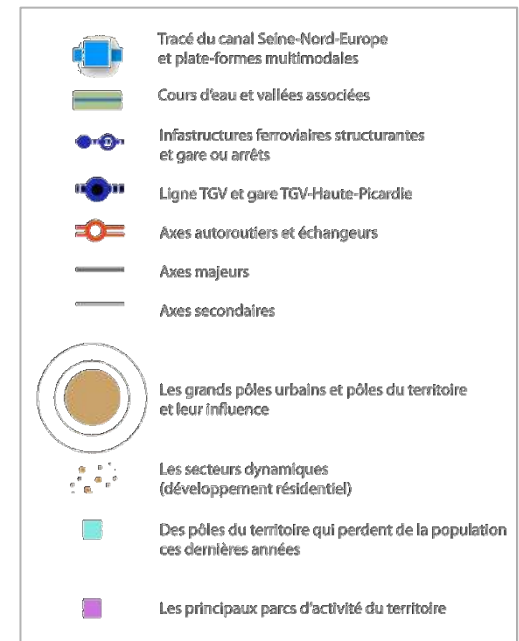 Tracé du canal Seine-Nord-Europe
et plate-formes multimodales
Cours d'eau et vallées associées
Infastructures ferroviaires structurantes
et gare ou arrêts
Ligne TGV et gare TGV-Haute-Picardie
Axes autoroutiers et échangeurs
Axes majeurs
Axes secondaires
Les grands pôles urbains et pôles du territoire
et leur influence
Les secteurs dynamiques
(développement résidentiel)
Des pôles du territoire qui perdent de la population
ces dernières années
Les principaux parcs d'activité du territoire